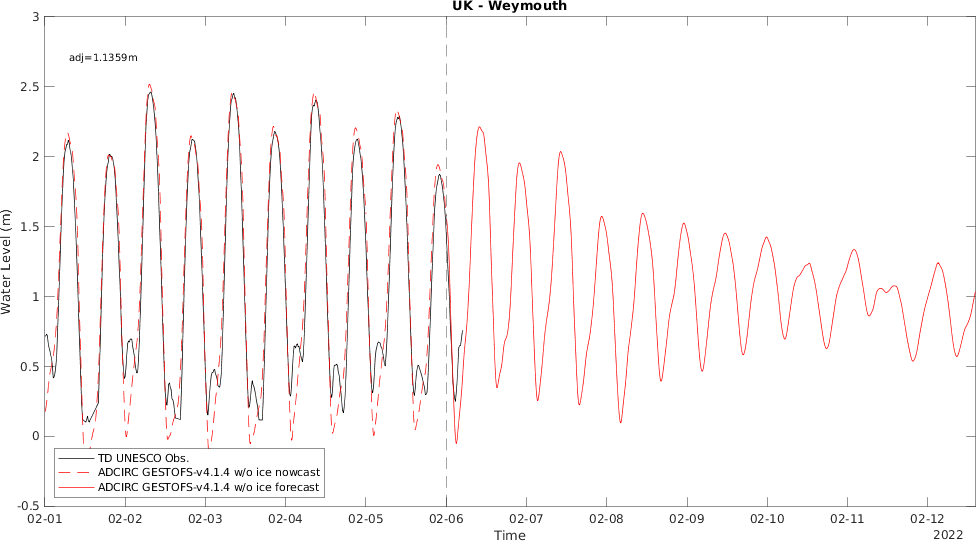 UK - Weymouth
3
2.5
2
1.5
1
0.5
0
-0.5
Water Level (m)
adj=1.1359m
TD UNESCO Obs.
ADCIRC GESTOFS-v4.1.4 w/o ice nowcast
ADCIRC GESTOFS-v4.1.4 w/o ice forecast
02-01 02-02 02-03 02-04 02-05 02-06 02-07 02-08 02-09 02-10 02-11 02-12
Time
2022